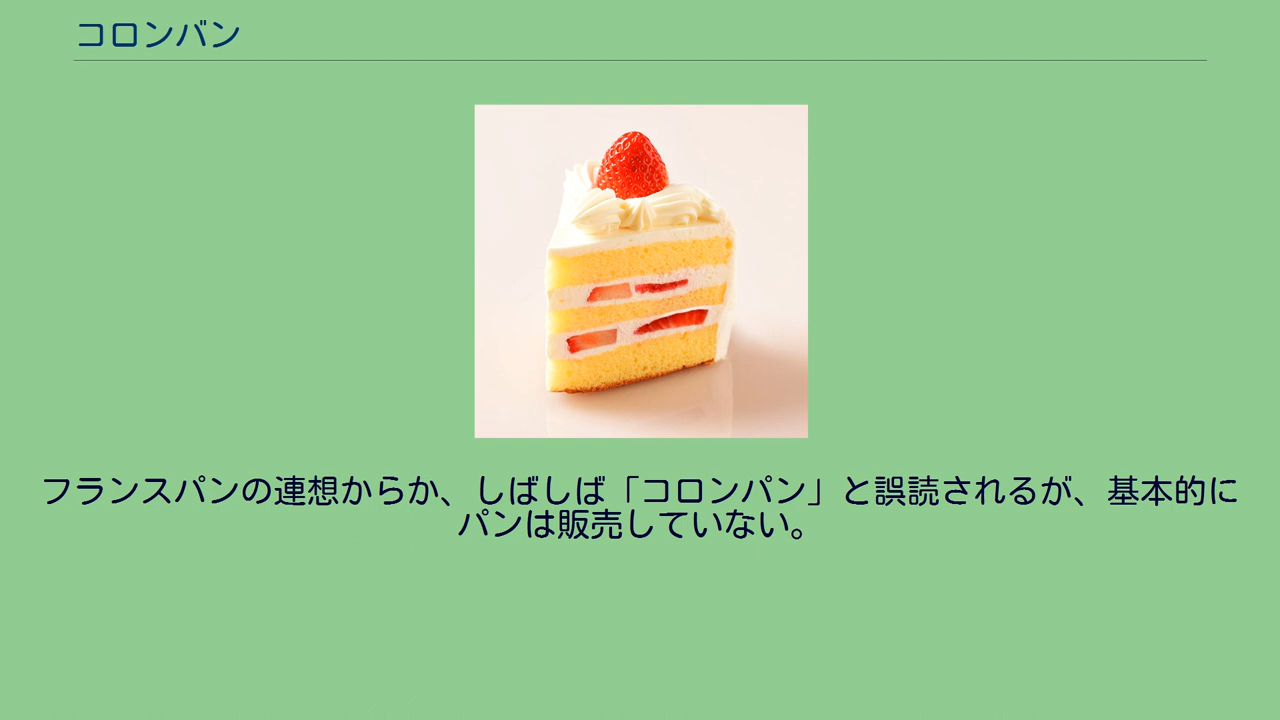 コロンバン
フランスパンの連想からか、しばしば「コロンパン」と誤読されるが、基本的に
パンは販売していない。